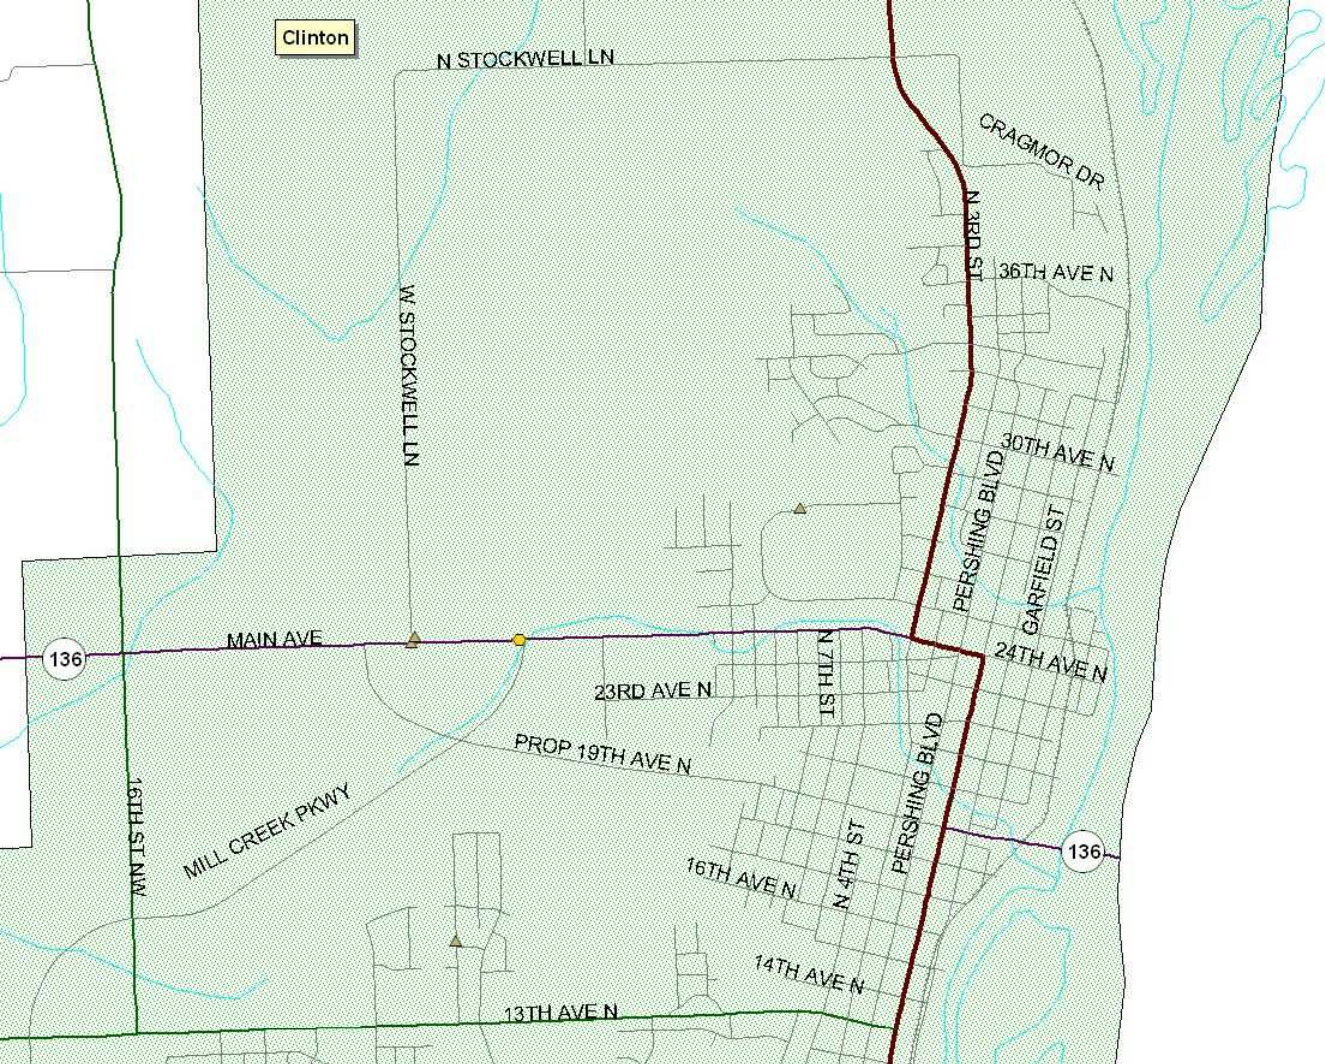 Clinton
N STOCKWELL LN
CRAGMOR DR
N 3RD ST
36TH AVE N
W STOCKWELL LN
30TH AVE N
PERSHING BLVD
GARFIELD ST
MAIN AVE
136
N 7TH ST
24TH AVE N
23RD AVE N
PROP 19TH AVE N
PERSHING BLVD
16TH ST NW
MILL CREEK PKWY
N 4TH ST
136
16TH AVE N
14TH AVE N
13TH AVE N